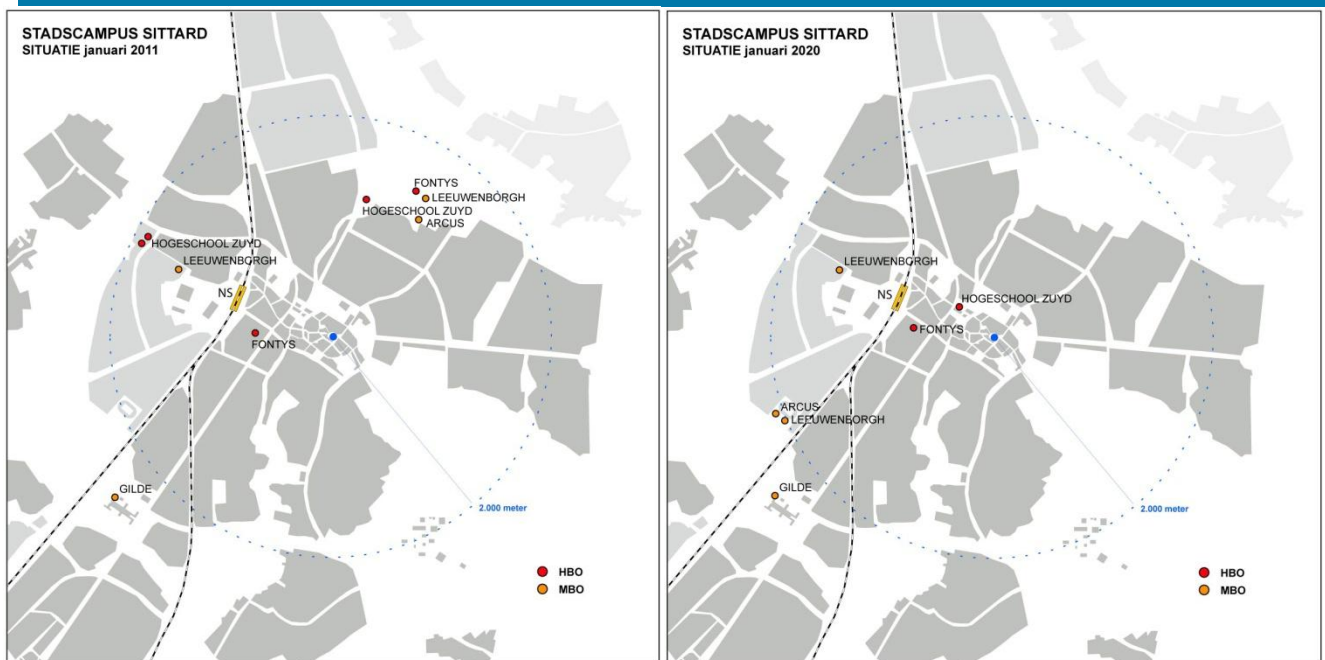 STADSCAMPUS SITTARD
SITUATIE januari 2011
FONTYS
LEEUWENBORGH
HOGESCHOOL ZUYD
ARCUS
HOGESCHOOL ZUYD
LEEUWENBORGH
NS
FONTYS
GILDE
2.000 meter
HBO
MBO
STADSCAMPUS SITTARD
SITUATIE januari 2020
LEEUWENBORGH
NS
HOGESCHOOL ZUYD
FONTYS
ARCUS
LEEUWENBORGH
GILDE
2.000 meter
HBO
MBO